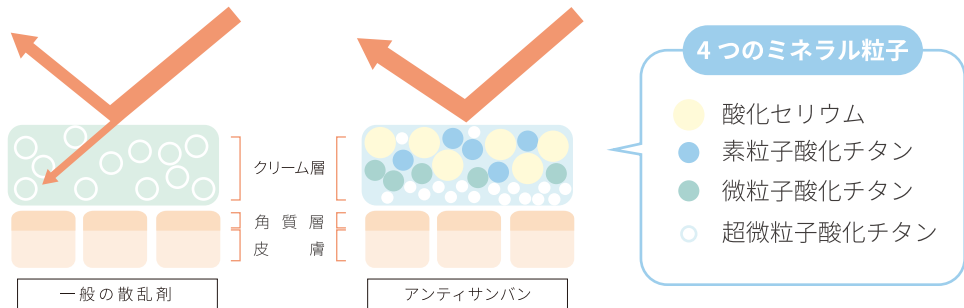 クリーム層
角質層
皮膚
一般の散乱剤
アンティサンバン
4つのミネラル粒子
酸化セリウム
素粒子酸化チタン
微粒子酸化チタン
超微粒子酸化チタン